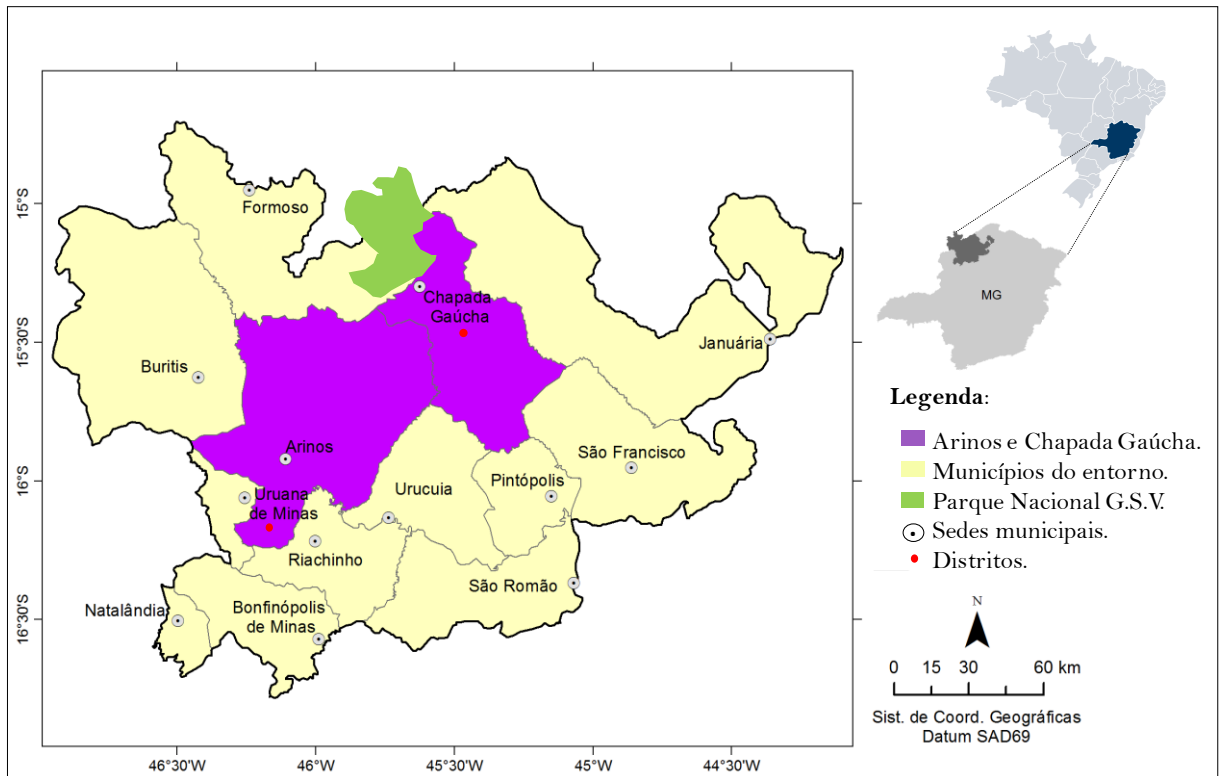 Formoso
Chapada
Gaúcha
Januária
Buritis
Arinos
São Francisco
Uruana
de Minas
Urucuia
Pintópolis
Riachinho
São Romão
Natalândia
Bonfinópolis
de Minas
15°S
15°30'S
16°S
16°30'S
46°30'W
46°W
45°30'W
45°W
44°30'W
MG
Legenda:
Arinos e Chapada Gaúcha.
Municípios do entorno.
Parque Nacional G.S.V.
Sedes municipais.
Distritos.
N
0 15 30 60 km
Sist. de Coord. Geográficas
Datum SAD69